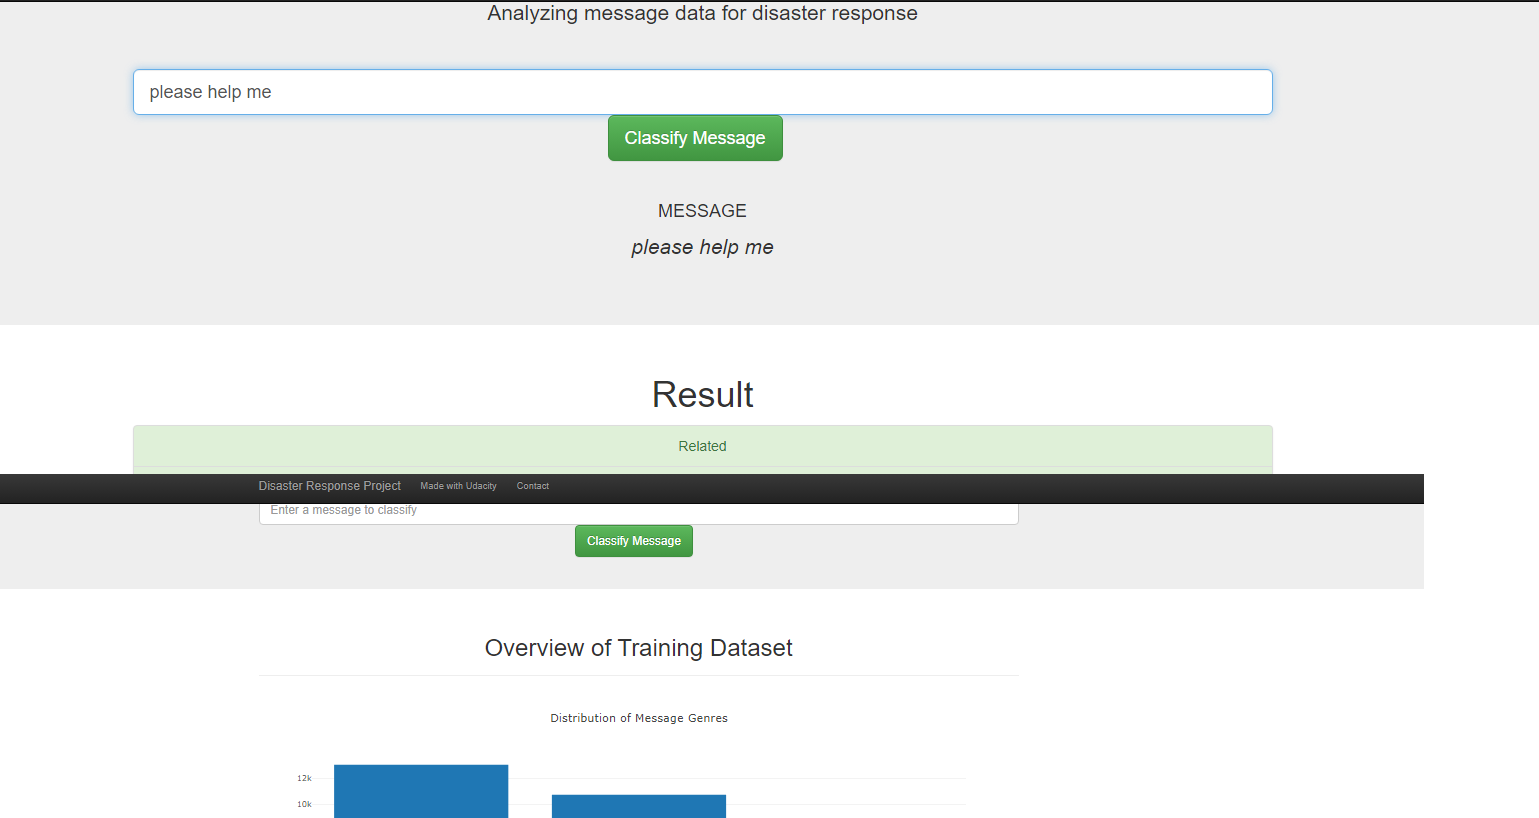 Analyzing message data for disaster response
please help me
Classify Message
MESSAGE
please help me
Result
Related
Disaster Response Project Made with Udacity Contact
Enter a message to classify
Classify Message
Overview of Training Dataset
Distribution of Message Genres
12k
10k